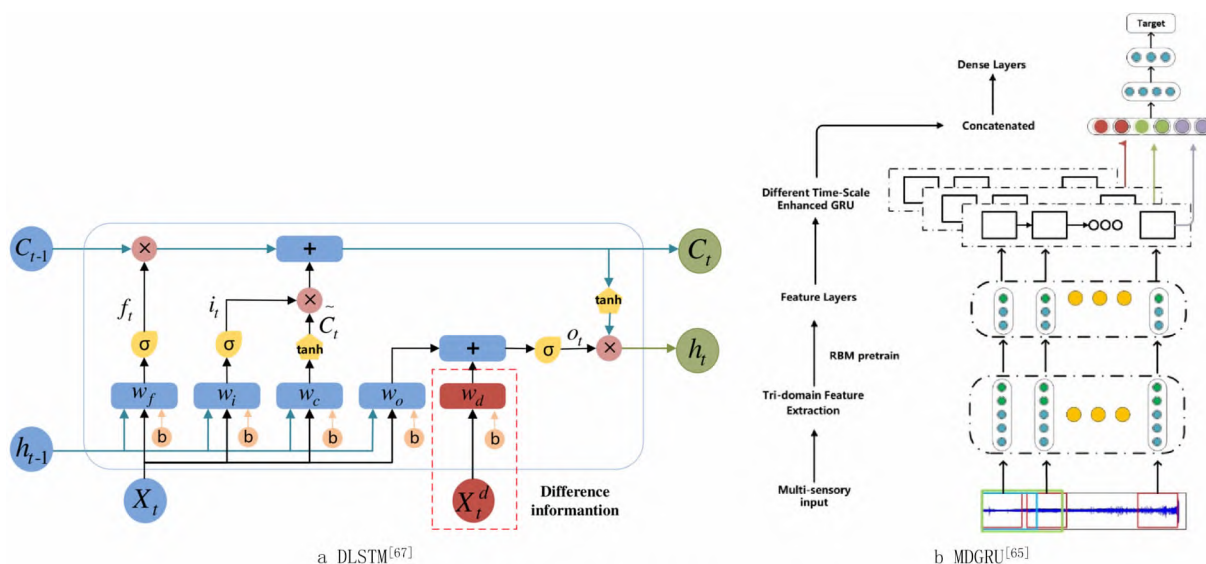 C_{t-1}
×
+
C_t
f_t
i_t
×
C̃_t
tanh
σ
σ
tanh
+
σ
o_t
×
h_t
w_f
w_i
w_c
w_o
w_d
b
b
b
b
b
h_{t-1}
X_t
X_t^d
Difference
informantion
a DLSTM[67]
Target
Dense Layers
Concatenated
Different Time-Scale
Enhanced GRU
Feature Layers
RBM pretrain
Tri-domain Feature
Extraction
Multi-sensory
input
b MDGRU[65]